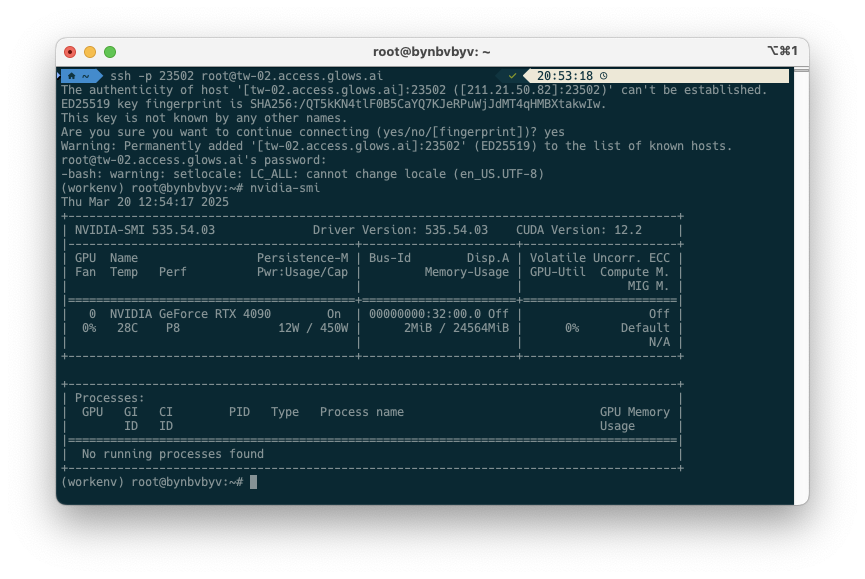 root@bynbvbyv: ~
⌥⌘1
~ ssh -p 23502 root@tw-02.access.glows.ai ✓ 20:53:18
The authenticity of host '[tw-02.access.glows.ai]:23502 ([211.21.50.82]:23502)' can't be established.
ED25519 key fingerprint is SHA256:/QT5kKN4tlF0B5CaYQ7KJeRPuWjJdMT4qHMBXtakwIw.
This key is not known by any other names.
Are you sure you want to continue connecting (yes/no/[fingerprint])? yes
Warning: Permanently added '[tw-02.access.glows.ai]:23502' (ED25519) to the list of known hosts.
root@tw-02.access.glows.ai's password:
-bash: warning: setlocale: LC_ALL: cannot change locale (en_US.UTF-8)
(workenv) root@bynbvbyv:~# nvidia-smi
Thu Mar 20 12:54:17 2025
+---------------------------------------------------------------------------------------+
| NVIDIA-SMI 535.54.03              Driver Version: 535.54.03    CUDA Version: 12.2     |
|-----------------------------------------+----------------------+----------------------+
| GPU  Name                 Persistence-M | Bus-Id        Disp.A | Volatile Uncorr. ECC |
| Fan  Temp   Perf          Pwr:Usage/Cap |         Memory-Usage | GPU-Util  Compute M. |
|                                         |                      |               MIG M. |
|=========================================+======================+======================|
|   0  NVIDIA GeForce RTX 4090        On  | 00000000:32:00.0 Off |                  Off |
|  0%   28C    P8              12W / 450W |      2MiB / 24564MiB |      0%      Default |
|                                         |                      |                  N/A |
+-----------------------------------------+----------------------+----------------------+
+---------------------------------------------------------------------------------------+
| Processes:                                                                            |
|  GPU   GI   CI        PID   Type   Process name                            GPU Memory |
|        ID   ID                                                             Usage      |
|=======================================================================================|
|  No running processes found                                                           |
+---------------------------------------------------------------------------------------+
(workenv) root@bynbvbyv:~#